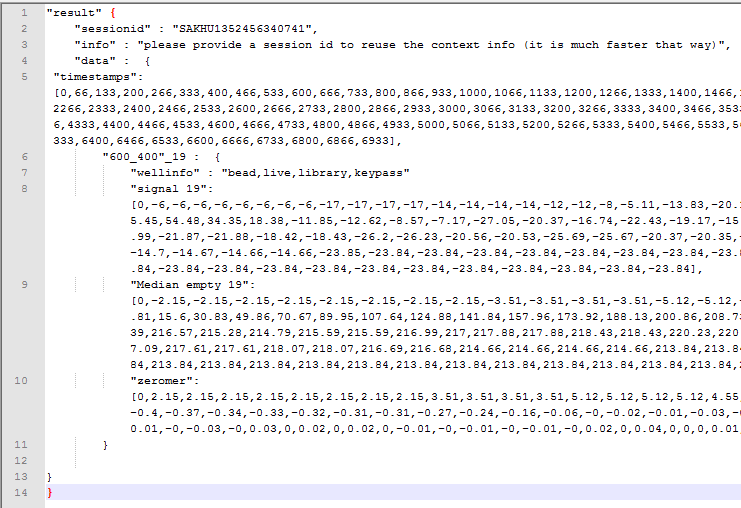 1 "result" {
2 "sessionid" : "SAKHU1352456340741",
3 "info" : "please provide a session id to reuse the context info (it is much faster that way)",
4 "data" : {
5 "timestamps":
[0,66,133,200,266,333,400,466,533,600,666,733,800,866,933,1000,1066,1133,1200,1266,1333,1400,1466,
2266,2333,2400,2466,2533,2600,2666,2733,2800,2866,2933,3000,3066,3133,3200,3266,3333,3400,3466,353
6,4333,4400,4466,4533,4600,4666,4733,4800,4866,4933,5000,5066,5133,5200,5266,5333,5400,5466,5533,5
333,6400,6466,6533,6600,6666,6733,6800,6866,6933],
6 "600_400"_19 : {
7 "wellinfo" : "bead,live,library,keypass"
8 "signal 19":
[0,-6,-6,-6,-6,-6,-6,-6,-6,-17,-17,-17,-17,-14,-14,-14,-14,-12,-12,-8,-5.11,-13.83,-20.
5.45,54.48,34.35,18.38,-11.85,-12.62,-8.57,-7.17,-27.05,-20.37,-16.74,-22.43,-19.17,-15
.99,-21.87,-21.88,-18.42,-18.43,-26.2,-26.23,-20.56,-20.53,-25.69,-25.67,-20.37,-20.35,
-14.7,-14.67,-14.66,-14.66,-23.85,-23.84,-23.84,-23.84,-23.84,-23.84,-23.84,-23.84,-23.8
.84,-23.84,-23.84,-23.84,-23.84,-23.84,-23.84,-23.84,-23.84,-23.84,-23.84,-23.84],
9 "Median empty 19":
[0,-2.15,-2.15,-2.15,-2.15,-2.15,-2.15,-2.15,-2.15,-3.51,-3.51,-3.51,-3.51,-5.12,-5.12,
.81,15.6,30.83,49.86,70.67,89.95,107.64,124.88,141.84,157.96,173.92,188.13,200.86,208.7
39,216.57,215.28,214.79,215.59,215.59,216.99,217,217.88,217.88,218.43,218.43,220.23,220
7.09,217.61,217.61,218.07,218.07,216.69,216.68,214.66,214.66,214.66,214.66,213.84,213.8
84,213.84,213.84,213.84,213.84,213.84,213.84,213.84,213.84,213.84,213.84,213.84,213.84,
10 "zeromer":
[0,2.15,2.15,2.15,2.15,2.15,2.15,2.15,2.15,3.51,3.51,3.51,3.51,5.12,5.12,5.12,5.12,4.55
-0.4,-0.37,-0.34,-0.33,-0.32,-0.31,-0.31,-0.27,-0.24,-0.16,-0.06,-0,-0.02,-0.01,-0.03,-
0.01,-0,-0.03,-0,0.03,0,0.02,0,0.02,0,-0.01,-0,-0.01,-0,-0.01,-0,0.02,0,0.04,0,0,0,0.01
11 }
12
13 }
14 }